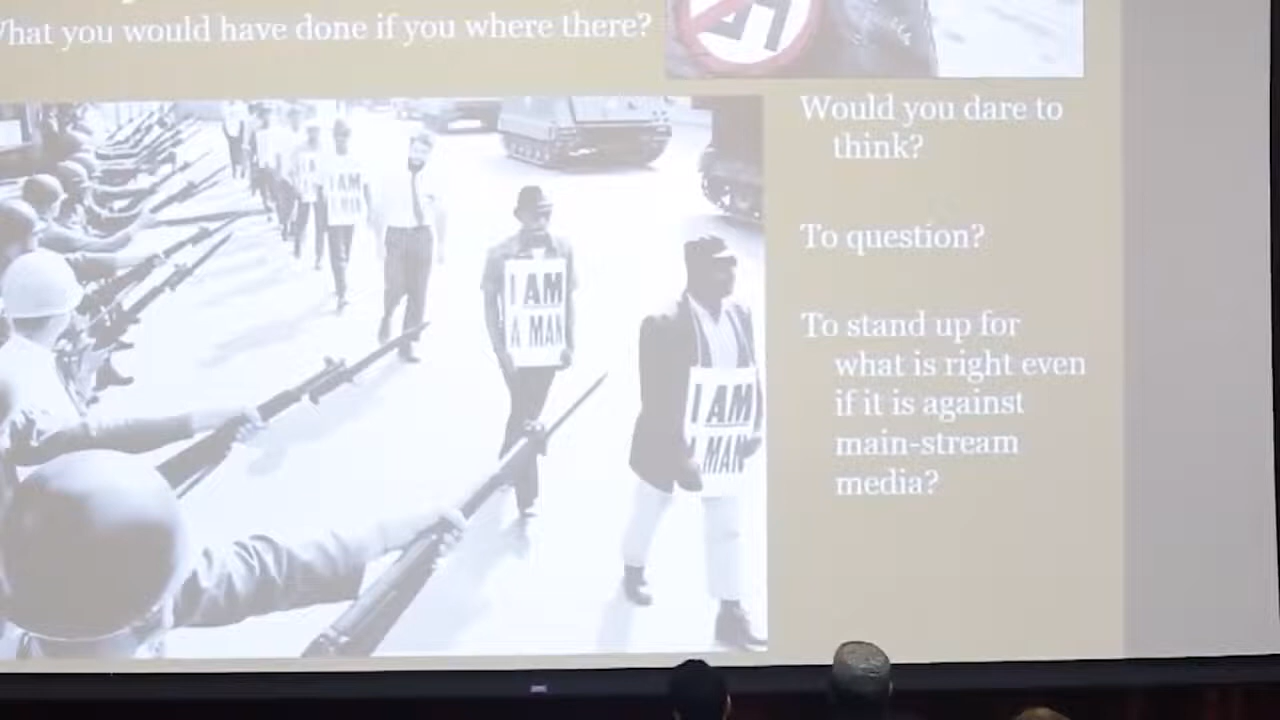 What you would have done if you where there?
Would you dare to
think?
To question?
To stand up for
what is right even
if it is against
main-stream
media?
I AM
A MAN
I AM
A MAN
I AM
A MAN